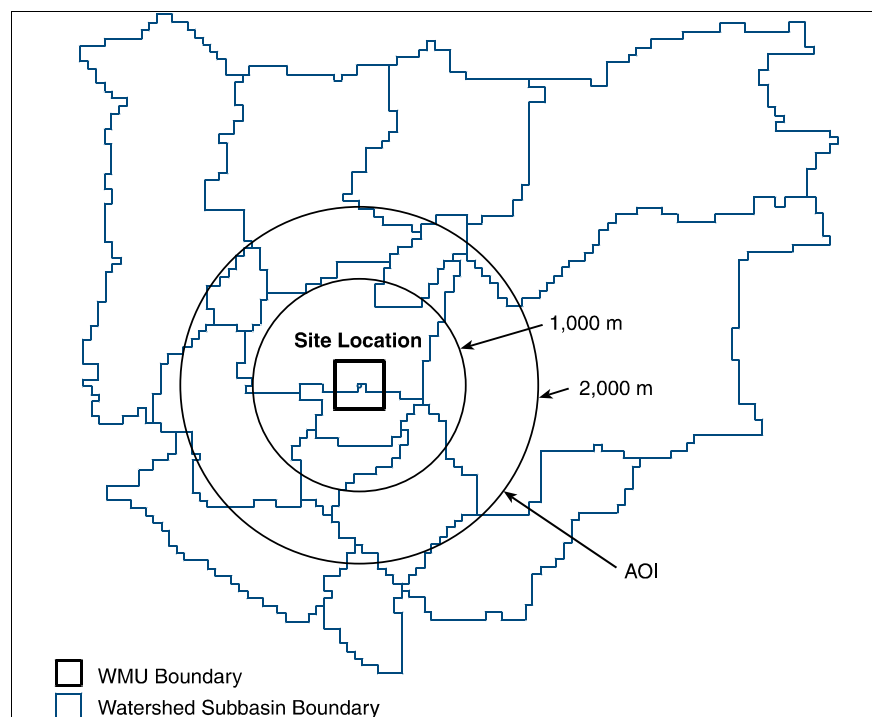 1,000 m
Site Location
2,000 m
AOI
WMU Boundary
Watershed Subbasin Boundary